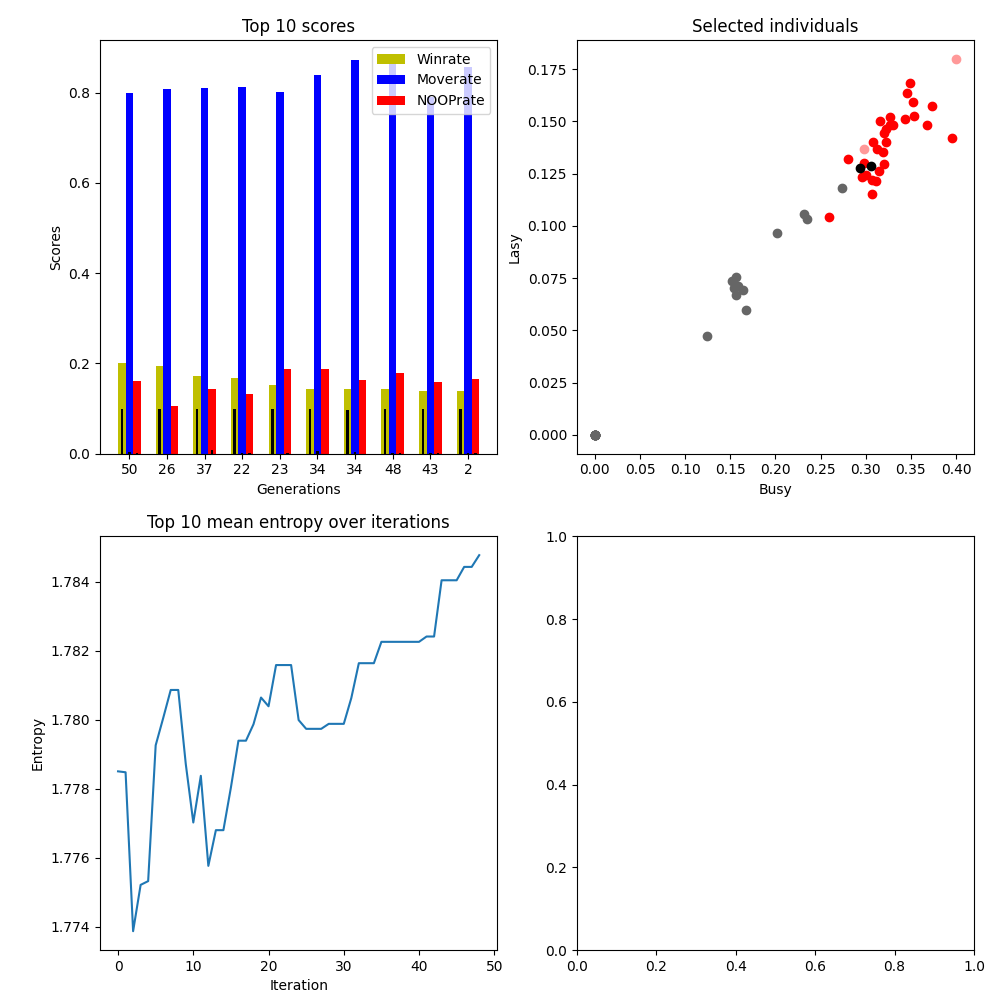 Top 10 scores
Winrate
Moverate
NOOPrate
0.8
0.6
0.4
0.2
0.0
Scores
50 26 37 22 23 34 34 48 43 2
Generations
Selected individuals
0.175
0.150
0.125
0.100
0.075
0.050
0.025
0.000
Lasy
0.00 0.05 0.10 0.15 0.20 0.25 0.30 0.35 0.40
Busy
Top 10 mean entropy over iterations
1.784
1.782
1.780
1.778
1.776
1.774
Entropy
0 10 20 30 40 50
Iteration
1.0
0.8
0.6
0.4
0.2
0.0
0.0 0.2 0.4 0.6 0.8 1.0